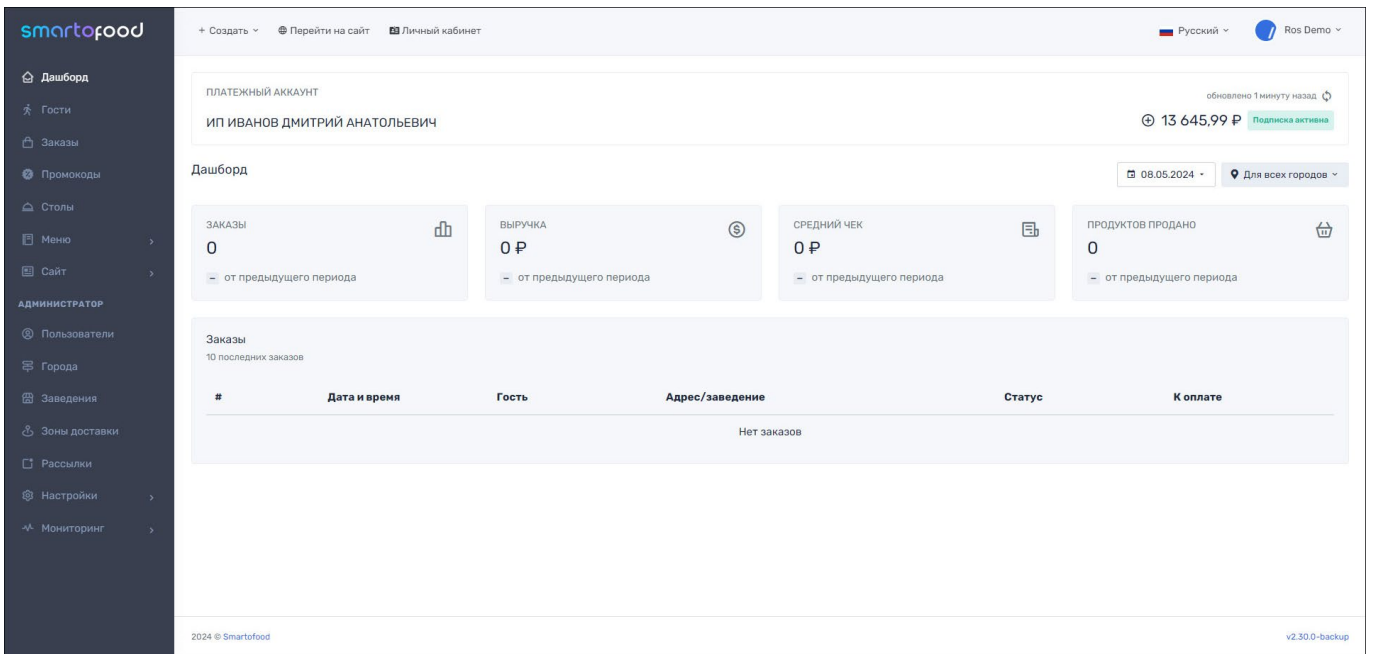 smartofood
+ Создать
Перейти на сайт
Личный кабинет
Русский
Ros Demo
Дашборд
Гости
Заказы
Промокоды
Столы
Меню
Сайт
АДМИНИСТРАТОР
Пользователи
Города
Заведения
Зоны доставки
Рассылки
Настройки
Мониторинг
ПЛАТЕЖНЫЙ АККАУНТ
обновлено 1 минуту назад
ИП ИВАНОВ ДМИТРИЙ АНАТОЛЬЕВИЧ
13 645,99 ₽
Подписка активна
Дашборд
08.05.2024
Для всех городов
ЗАКАЗЫ
0
– от предыдущего периода
ВЫРУЧКА
0 ₽
– от предыдущего периода
СРЕДНИЙ ЧЕК
0 ₽
– от предыдущего периода
ПРОДУКТОВ ПРОДАНО
0
– от предыдущего периода
Заказы
10 последних заказов
# Дата и время Гость Адрес/заведение Статус К оплате
Нет заказов
2024 © Smartofood
v2.30.0-backup